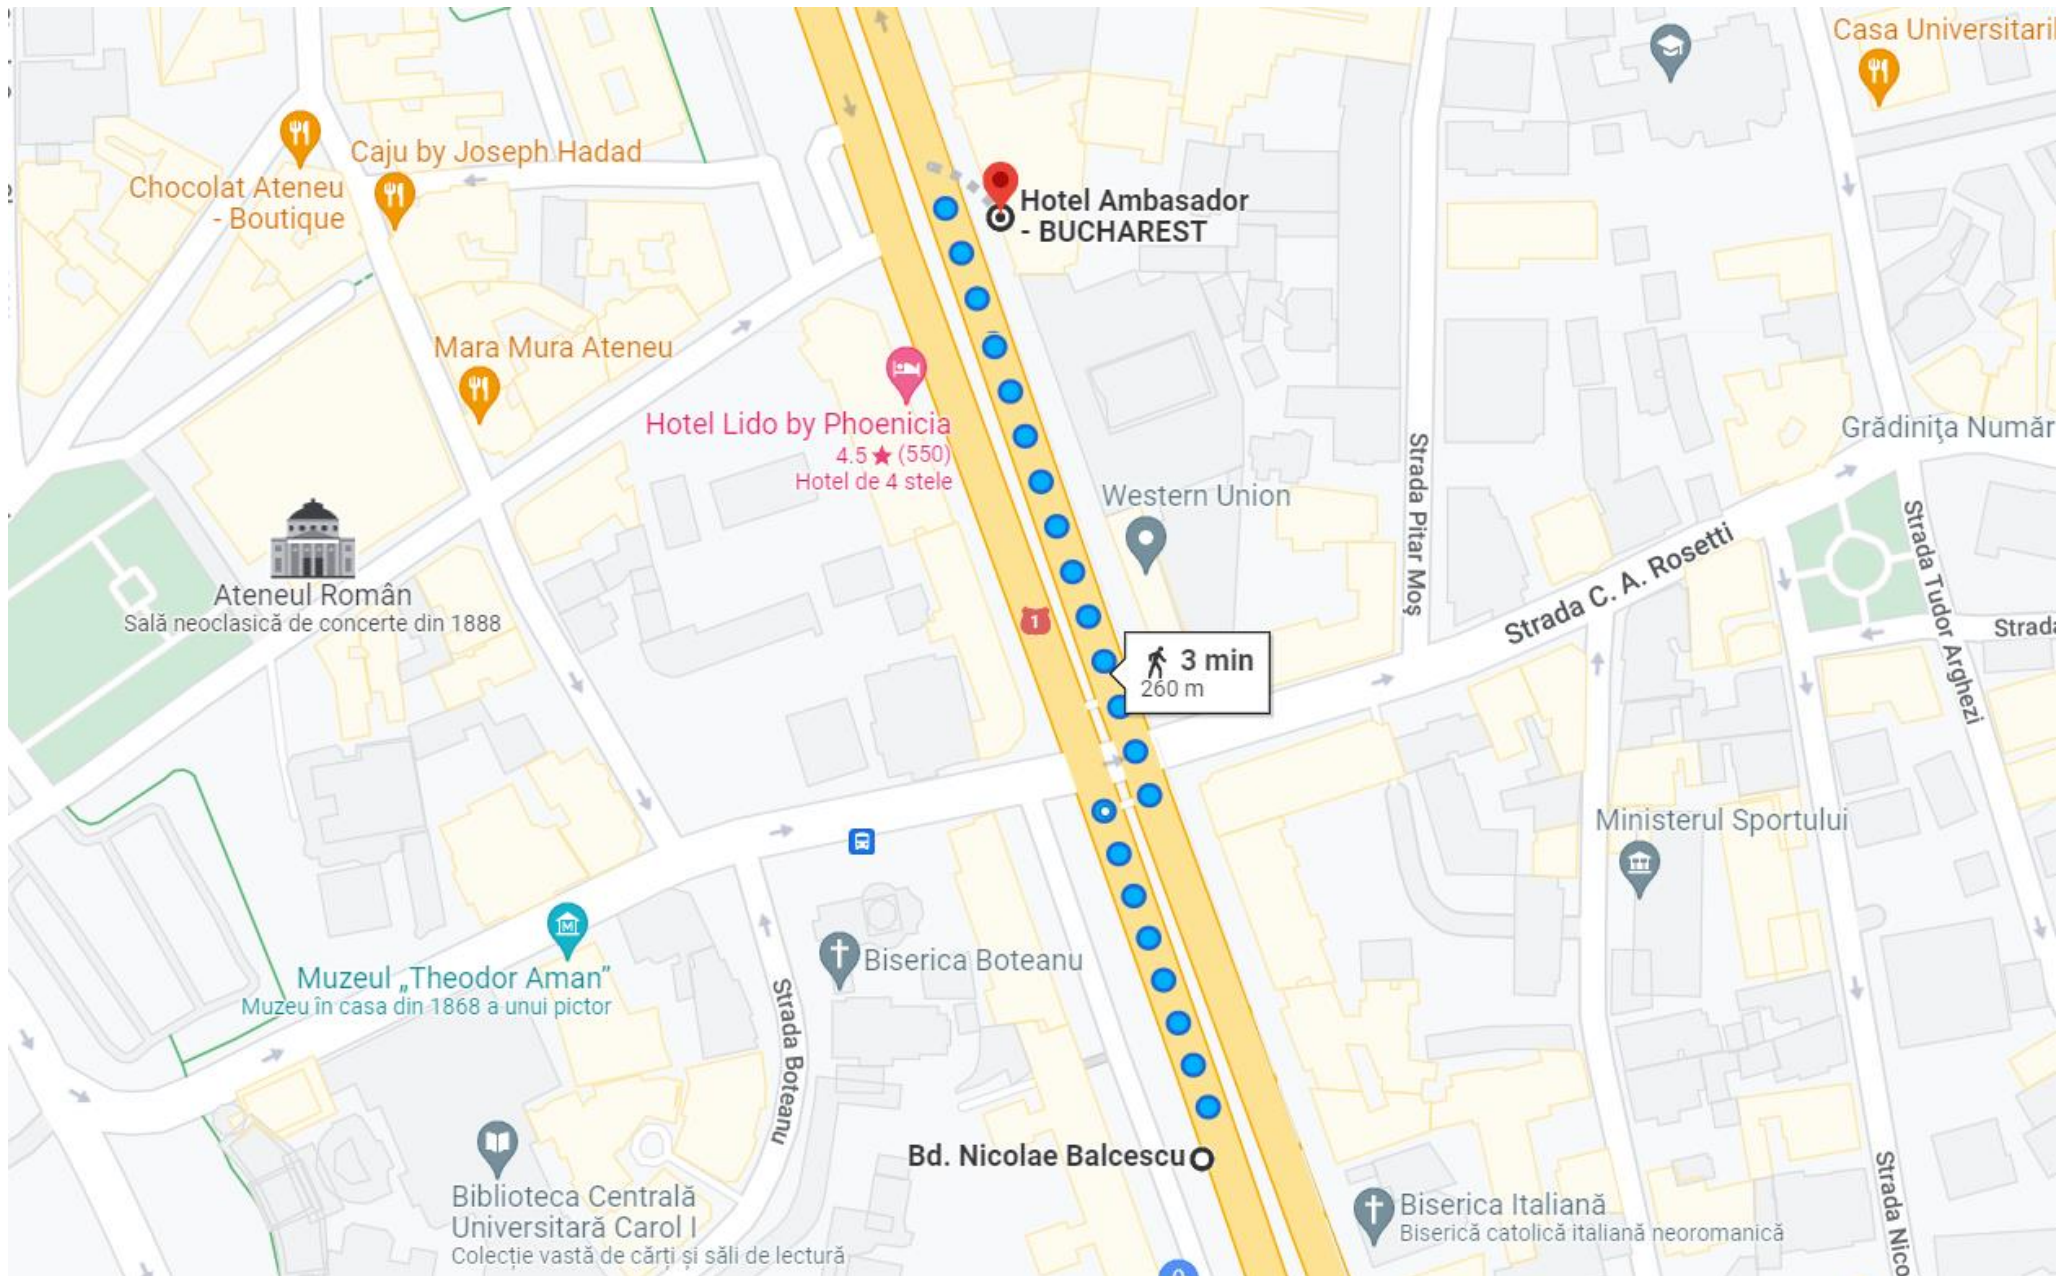 Casa Universitaril
Caju by Joseph Hadad
Chocolat Ateneu
- Boutique
Hotel Ambasador
- BUCHAREST
Mara Mura Ateneu
Hotel Lido by Phoenicia
4.5 ★ (550)
Hotel de 4 stele
Grădinița Număr
Western Union
Strada Pitar Moș
Strada C. A. Rosetti
Strada Tudor Arghezi
Strada
Ateneul Român
Sală neoclasică de concerte din 1888
1
3 min
260 m
Ministerul Sportului
Biserica Boteanu
Muzeul „Theodor Aman”
Muzeu în casa din 1868 a unui pictor
M
Strada Boteanu
Bd. Nicolae Balcescu
Biblioteca Centrală
Universitară Carol I
Colecție vastă de cărți și săli de lectură
Biserica Italiană
Biserică catolică italiană neoromanică
Strada Nico